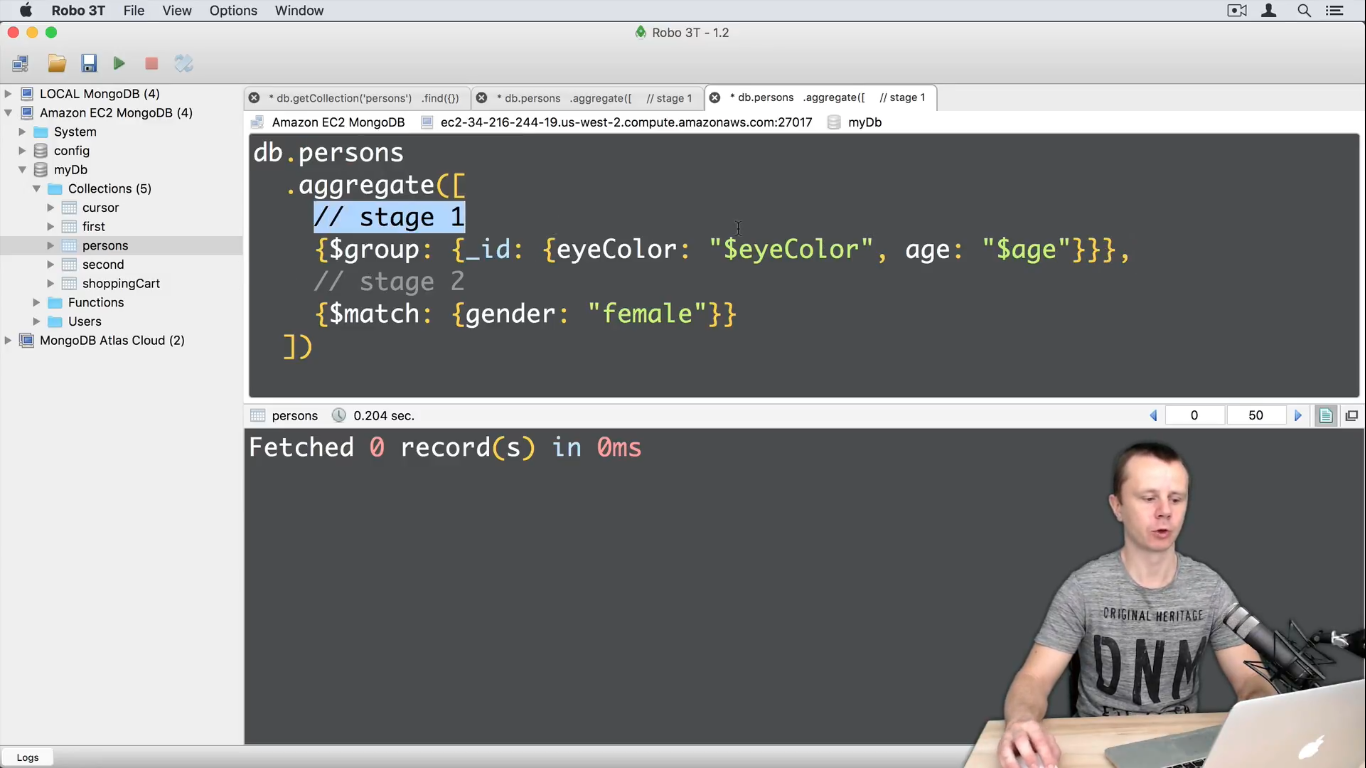 Robo 3T File View Options Window
Robo 3T - 1.2
LOCAL MongoDB (4)
Amazon EC2 MongoDB (4)
System
config
myDb
Collections (5)
cursor
first
persons
second
shoppingCart
Functions
Users
MongoDB Atlas Cloud (2)
* db.getCollection('persons') .find({}) * db.persons .aggregate([ // stage 1 * db.persons .aggregate([ // stage 1
Amazon EC2 MongoDB ec2-34-216-244-19.us-west-2.compute.amazonaws.com:27017 myDb
db.persons
.aggregate([
// stage 1
{$group: {_id: {eyeColor: "$eyeColor", age: "$age"}}},
// stage 2
{$match: {gender: "female"}}
])
persons 0.204 sec. 0 50
Fetched 0 record(s) in 0ms
ORIGINAL HERITAGE
DNM
Logs